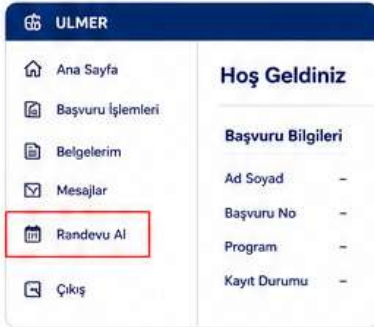 ULMER
Ana Sayfa
Başvuru İşlemleri
Belgelerim
Mesajlar
Randevu Al
Çıkış
Hoş Geldiniz
Başvuru Bilgileri
Ad Soyad –
Başvuru No –
Program –
Kayıt Durumu –